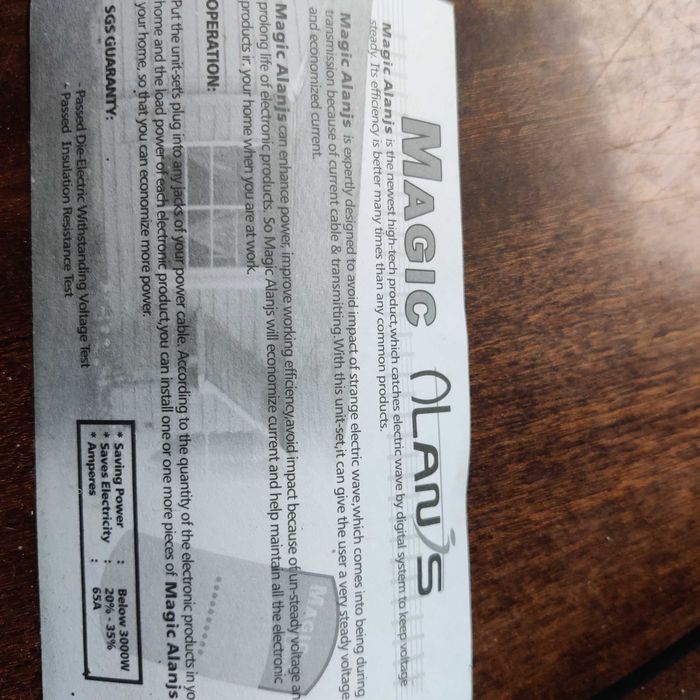 MAGIC ALANJS
Magic Alanjs is the newest high-tech product,which catches electric wave by digital system to keep voltage
steady. Its efficiency is better many times than any common products.
Magic Alanjs is expertly designed to avoid impact of strange electric wave,which comes into being during
transmission because of current cable & transmitting.With this unit-set,it can give the user a very steady voltage
and economized current.
Magic Alanjs can enhance power, improve working efficiency,avoid impact because of un-steady voltage an
prolong life of electronic products. So Magic Alanjs will economize current and help maintain all the electronic
products in your home when you are at work.
OPERATION:
Put the unit-sets plug into any jacks of your power cable. According to the quantity of the electronic products in yo
home and the load power of each electronic product,you can install one or more pieces of Magic Alanjs
your home, so that you can economize more power.
SGS GUARANTY:
- Passed Die-Electric Withstanding Voltage Test
- Passed Insulation Resistance Test
* Saving Power : Below 3000W
* Saves Electricity : 20% - 35%
* Amperes : 65A
MAGIC